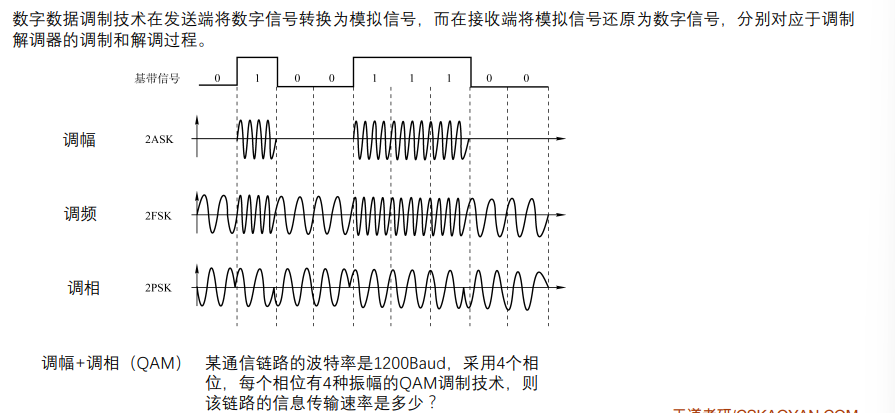 数字数据调制技术在发送端将数字信号转换为模拟信号，而在接收端将模拟信号还原为数字信号，分别对应于调制
解调器的调制和解调过程。
基带信号 0 1 0 0 1 1 1 0 0
调幅 2ASK
调频 2FSK
调相 2PSK
调幅+调相（QAM） 某通信链路的波特率是1200Baud，采用4个相
位，每个相位有4种振幅的QAM调制技术，则
该链路的信息传输速率是多少？